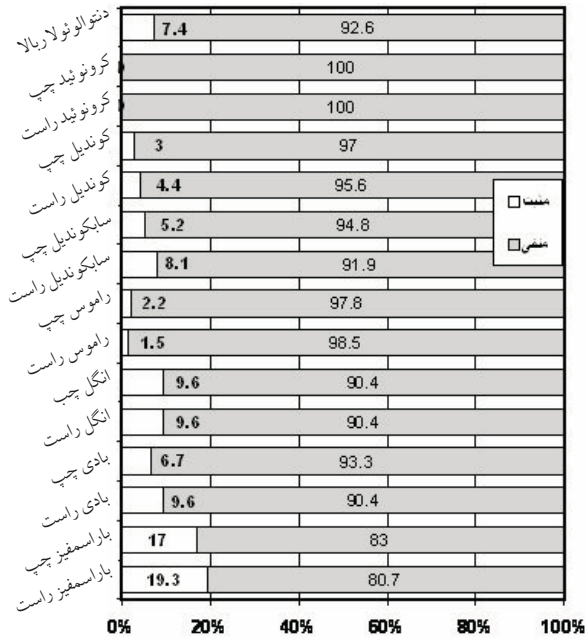 دنتوالوئولاربالا 7.4 92.6
کرونوئید چپ 0 100
کرونوئید راست 0 100
کوندیل چپ 3 97
کوندیل راست 4.4 95.6
سابکوندیل چپ 5.2 94.8
سابکوندیل راست 8.1 91.9
راموس چپ 2.2 97.8
راموس راست 1.5 98.5
انگل چپ 9.6 90.4
انگل راست 9.6 90.4
بادی چپ 6.7 93.3
بادی راست 9.6 90.4
پاراسمفیز چپ 17 83
پاراسمفیز راست 19.3 80.7
مثبت
منفی
0% 20% 40% 60% 80% 100%